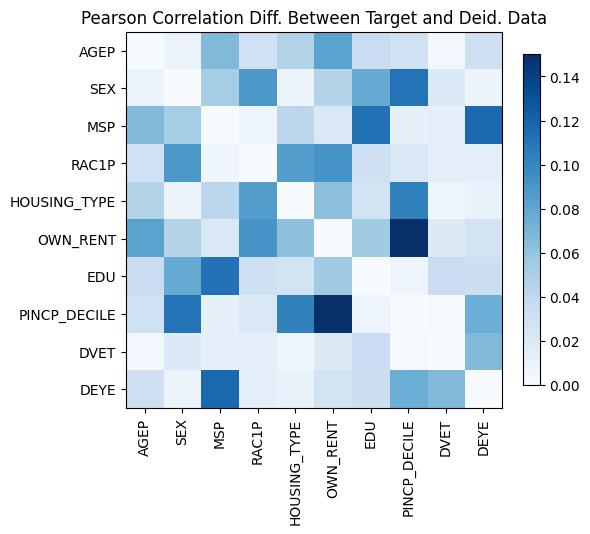 Pearson Correlation Diff. Between Target and Deid. Data
AGEP
SEX
MSP
RAC1P
HOUSING_TYPE
OWN_RENT
EDU
PINCP_DECILE
DVET
DEYE
AGEP
SEX
MSP
RAC1P
HOUSING_TYPE
OWN_RENT
EDU
PINCP_DECILE
DVET
DEYE
0.14
0.12
0.10
0.08
0.06
0.04
0.02
0.00